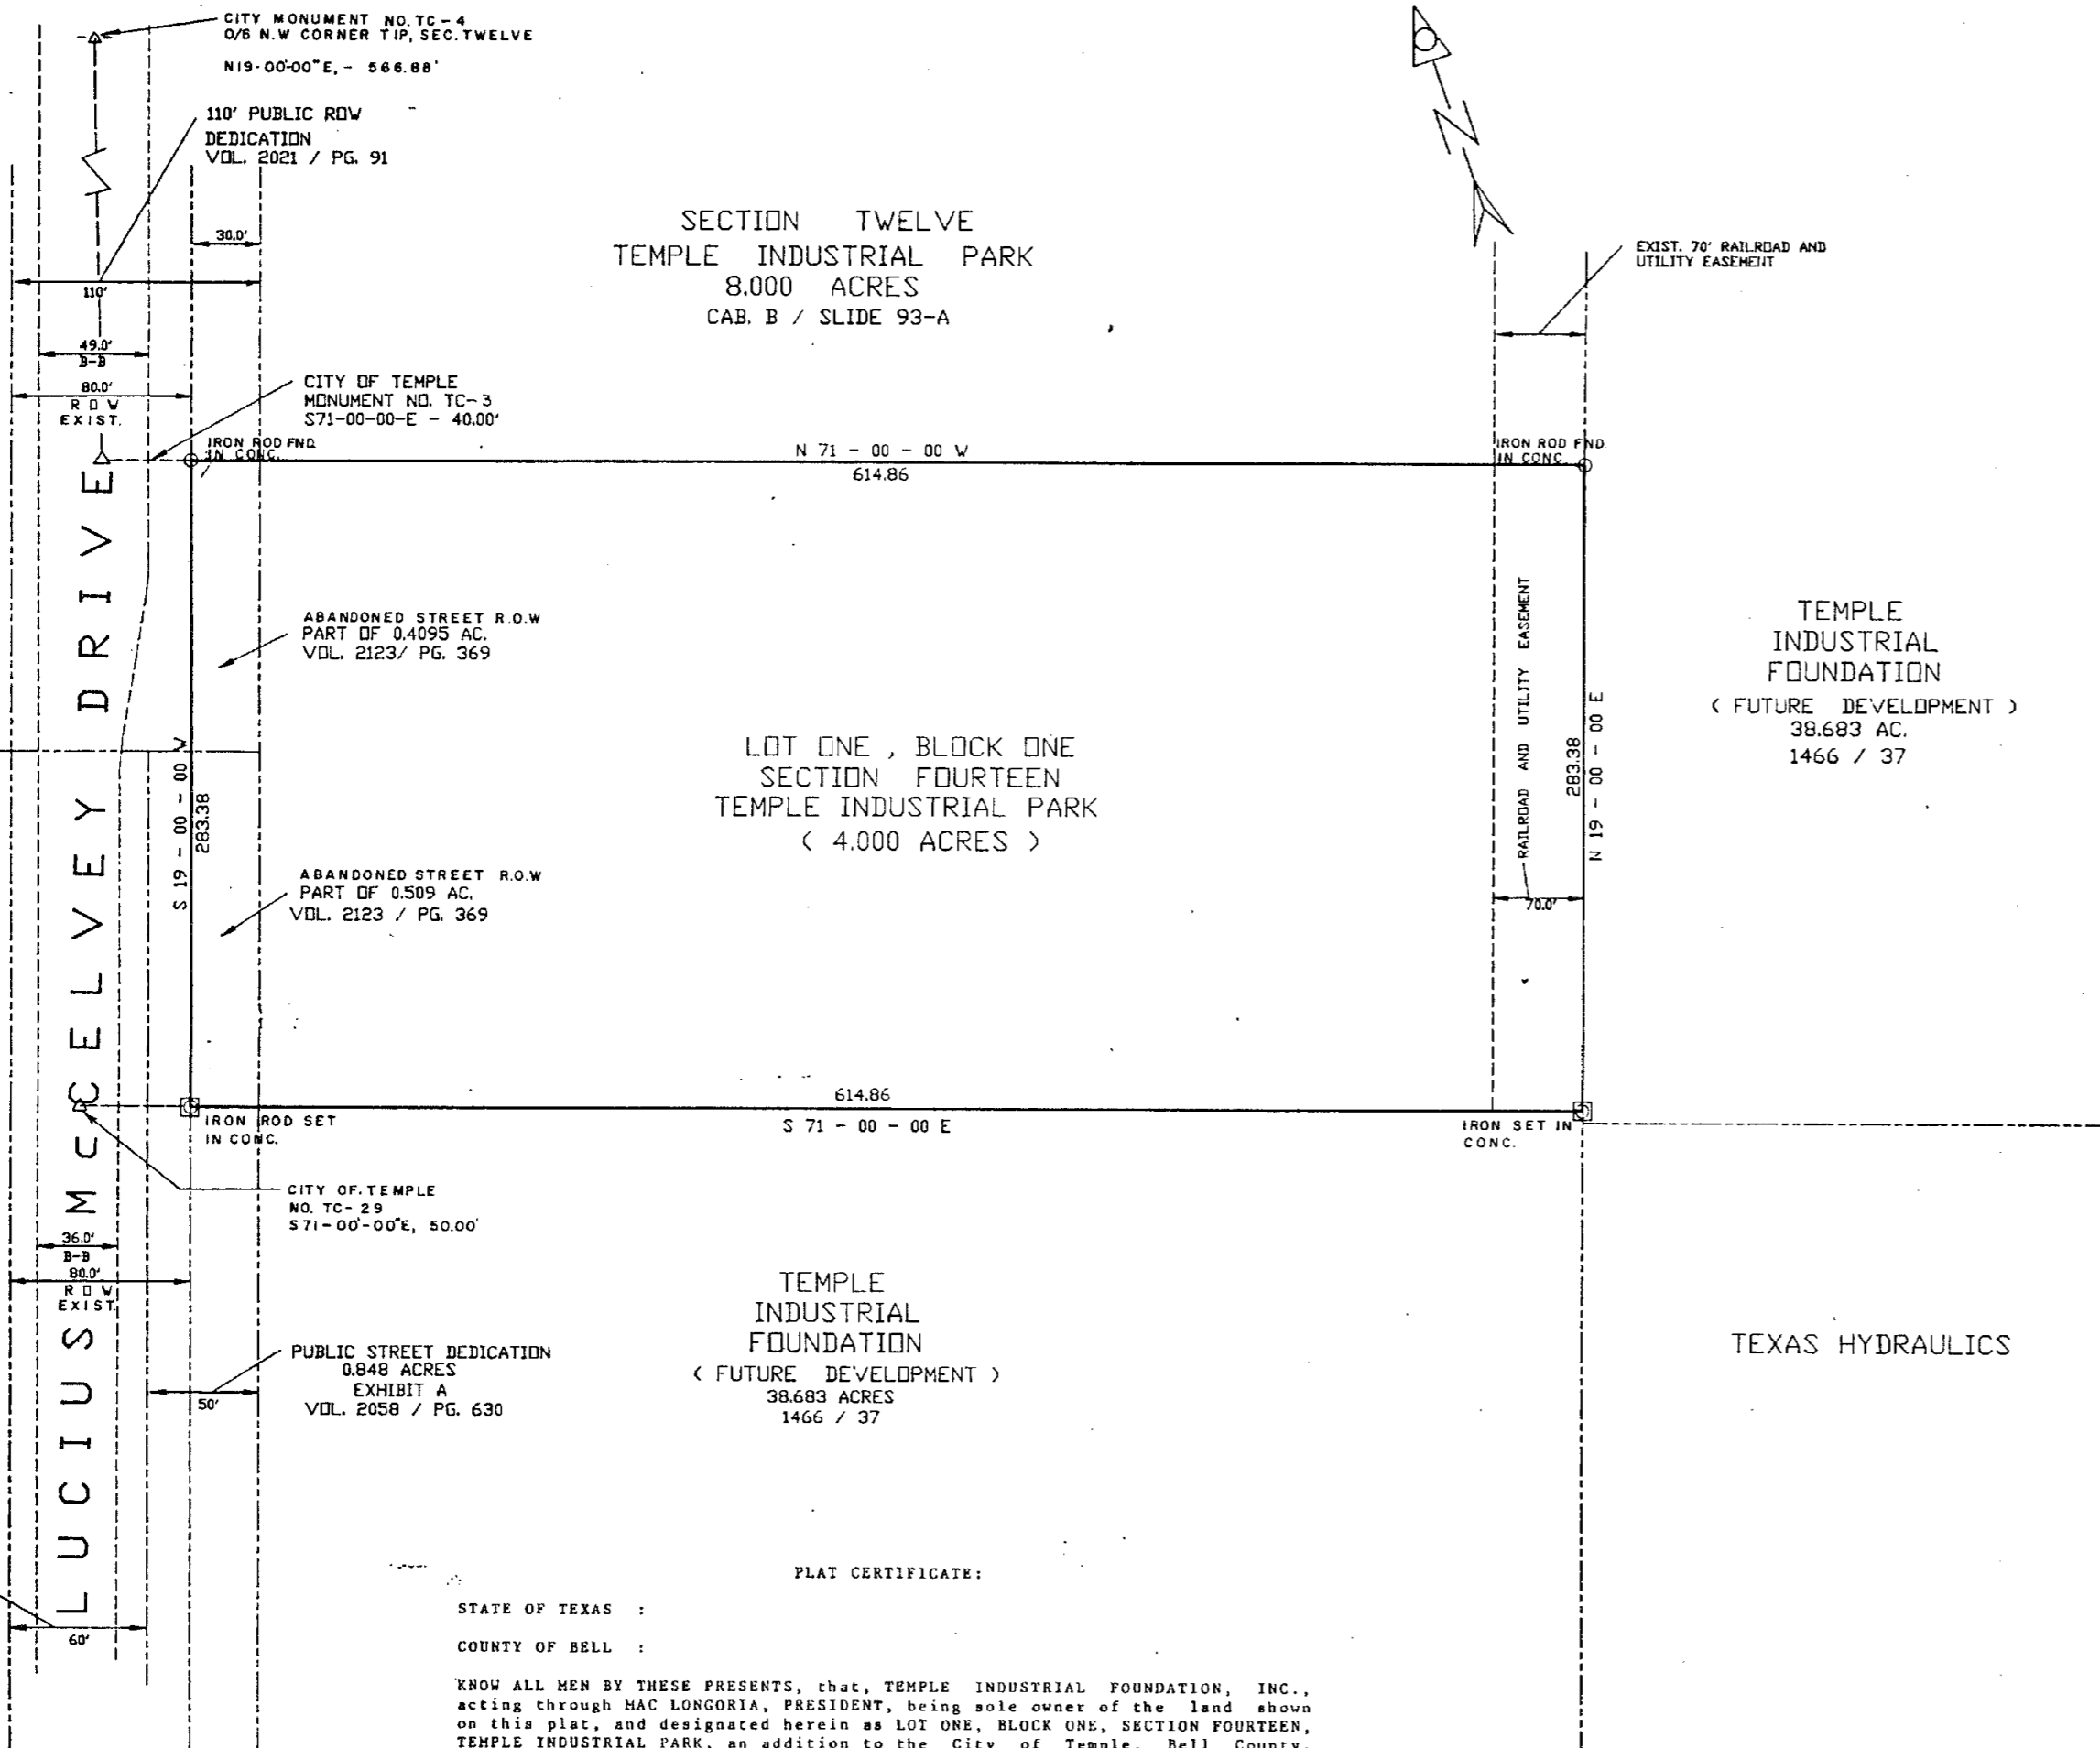 CITY MONUMENT NO. TC-4
O/S N.W CORNER TIP, SEC. TWELVE
N19-00'-00"E, - 566.88'
110' PUBLIC ROW
DEDICATION
VOL. 2021 / PG. 91
30.0'
110'
49.0'
B-B
80.0'
ROW
EXIST.
SECTION TWELVE
TEMPLE INDUSTRIAL PARK
8.000 ACRES
CAB. B / SLIDE 93-A
N
EXIST. 70' RAILROAD AND
UTILITY EASEMENT
CITY OF TEMPLE
MONUMENT NO. TC-3
S71-00-00-E - 40.00'
IRON ROD FND.
IN CONC.
N 71 - 00 - 00 W
614.86
IRON ROD FND.
IN CONC.
ABANDONED STREET R.O.W
PART OF 0.4095 AC.
VOL. 2123/ PG. 369
S 19 - 00 - 00 W
283.38
LOT ONE , BLOCK ONE
SECTION FOURTEEN
TEMPLE INDUSTRIAL PARK
( 4.000 ACRES )
RAILROAD AND UTILITY EASEMENT
70.0'
283.38
N 19 - 00 - 00 E
TEMPLE
INDUSTRIAL
FOUNDATION
( FUTURE DEVELOPMENT )
38.683 AC.
1466 / 37
ABANDONED STREET R.O.W
PART OF 0.509 AC.
VOL. 2123 / PG. 369
LUCIUS McCELVEY DRIVE
IRON ROD SET
IN CONC.
614.86
S 71 - 00 - 00 E
IRON SET IN
CONC.
CITY OF TEMPLE
NO. TC-29
S71-00'-00"E, 50.00'
36.0'
B-B
80.0'
ROW
EXIST.
PUBLIC STREET DEDICATION
0.848 ACRES
EXHIBIT A
VOL. 2058 / PG. 630
50'
TEMPLE
INDUSTRIAL
FOUNDATION
( FUTURE DEVELOPMENT )
38.683 ACRES
1466 / 37
TEXAS HYDRAULICS
60'
PLAT CERTIFICATE:
STATE OF TEXAS :
COUNTY OF BELL :
KNOW ALL MEN BY THESE PRESENTS, that, TEMPLE INDUSTRIAL FOUNDATION, INC.,
acting through MAC LONGORIA, PRESIDENT, being sole owner of the land shown
on this plat, and designated herein as LOT ONE, BLOCK ONE, SECTION FOURTEEN,
TEMPLE INDUSTRIAL PARK, an addition to the City of Temple, Bell County,